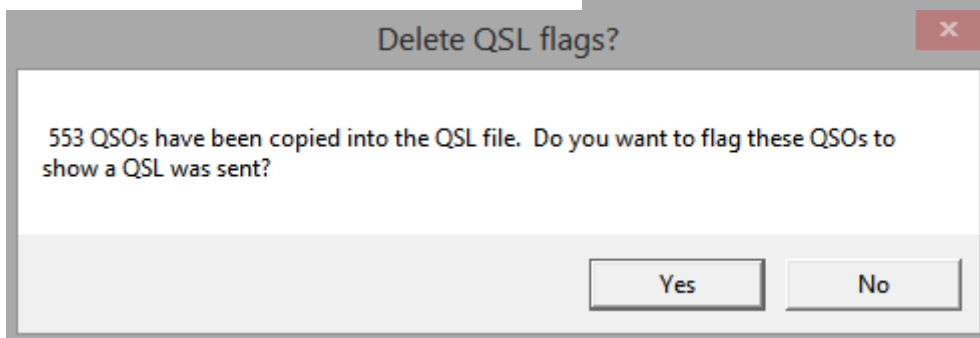 Delete QSL flags?
x
553 QSOs have been copied into the QSL file.  Do you want to flag these QSOs to
show a QSL was sent?
Yes
No